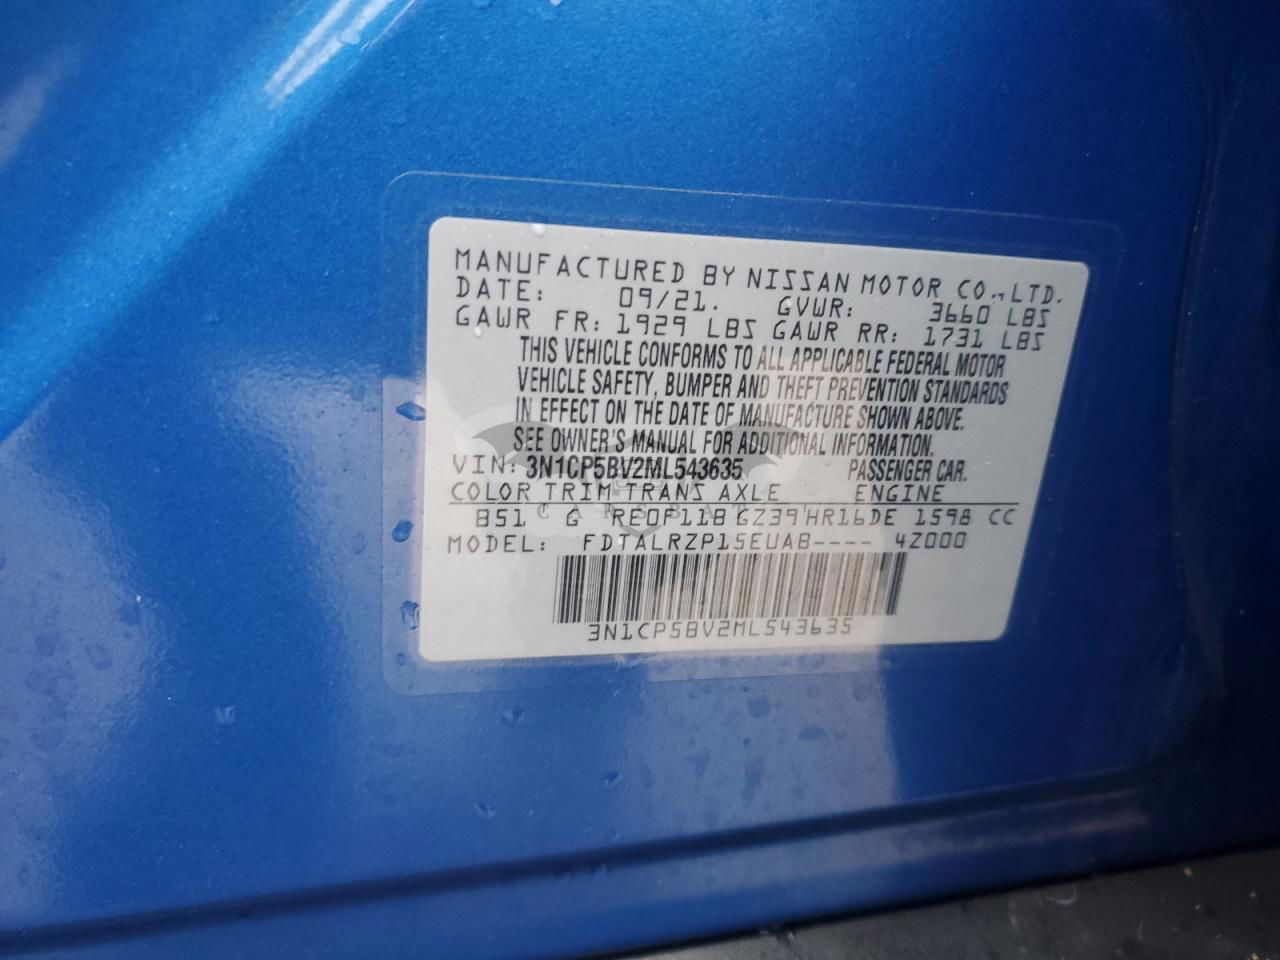 MANUFACTURED BY NISSAN MOTOR CO.,LTD.
DATE: 09/21. GVWR: 3660 LBS
GAWR FR: 1929 LBS GAWR RR: 1731 LBS
THIS VEHICLE CONFORMS TO ALL APPLICABLE FEDERAL MOTOR
VEHICLE SAFETY, BUMPER AND THEFT PREVENTION STANDARDS
IN EFFECT ON THE DATE OF MANUFACTURE SHOWN ABOVE.
SEE OWNER'S MANUAL FOR ADDITIONAL INFORMATION.
VIN: 3N1CP5BV2ML543635 PASSENGER CAR.
COLOR TRIM TRANS AXLE ENGINE
B51 G RE0F11B GZ39 HR16DE 1598 CC
CARSBAT
MODEL: FDTALRZP15EUAB---- 4Z000
3N1CP5BV2ML543635